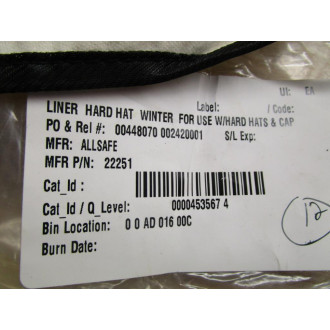 UI: EA
LINER HARD HAT WINTER FOR USE W/HARD HATS & CAP
Label: / Code:
PO & Rel #: 00448070 002420001 S/L Exp:
MFR: ALLSAFE
MFR P/N: 22251
Cat_Id :
Cat_Id / Q_Level: 0000453567 4
Bin Location: 0 0 AD 016 00C
Burn Date:
12